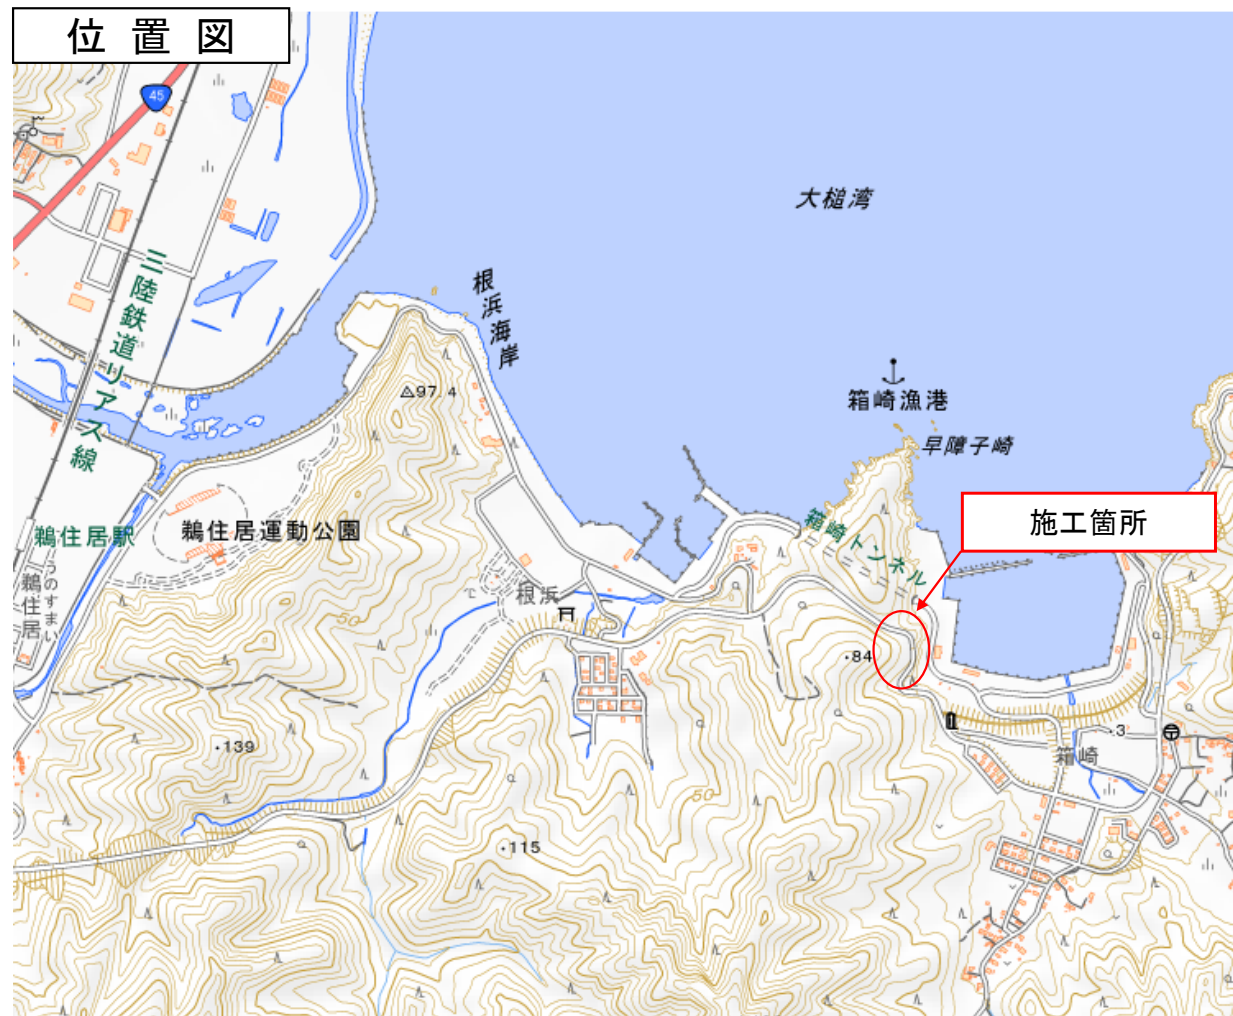 位置図
45
大槌湾
三陸鉄道リアス線
根浜海岸
97.4
箱崎漁港
早障子崎
施工箇所
箱崎トンネル
鵜住居駅
鵜住居運動公園
うのすまい
鵜住居
50
根浜
84
139
3
箱崎
50
115